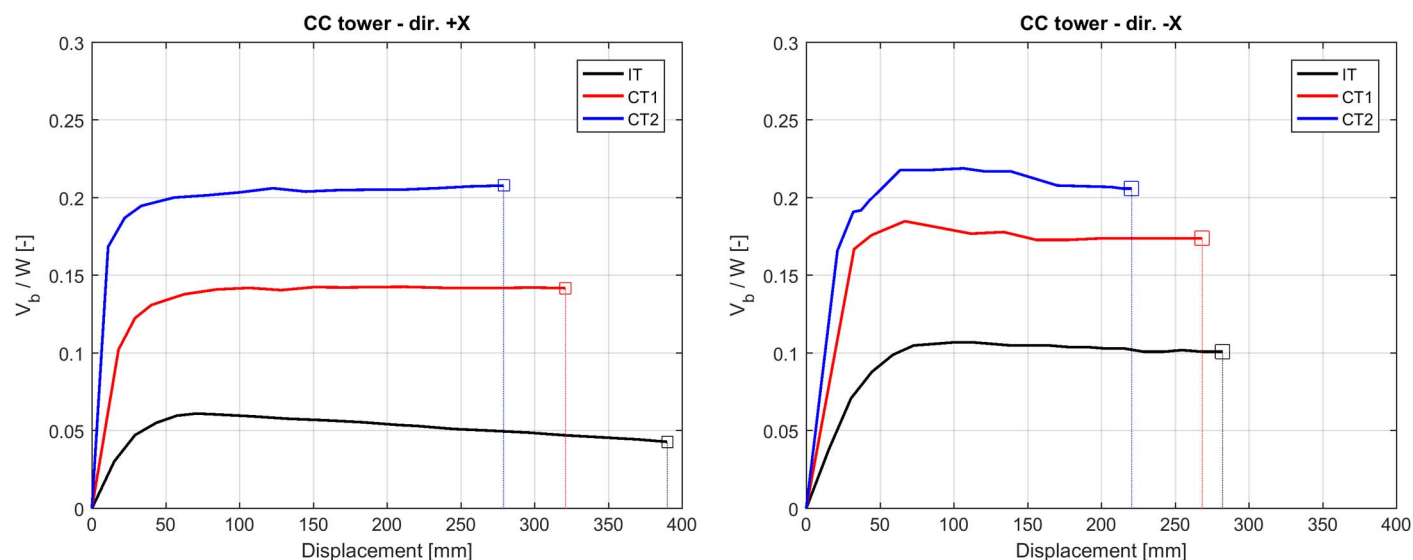 CC tower - dir. +X
0.3
0.25
0.2
0.15
0.1
0.05
0
V_b / W [-]
0 50 100 150 200 250 300 350 400
Displacement [mm]
IT
CT1
CT2
CC tower - dir. -X
0.3
0.25
0.2
0.15
0.1
0.05
0
V_b / W [-]
0 50 100 150 200 250 300 350 400
Displacement [mm]
IT
CT1
CT2